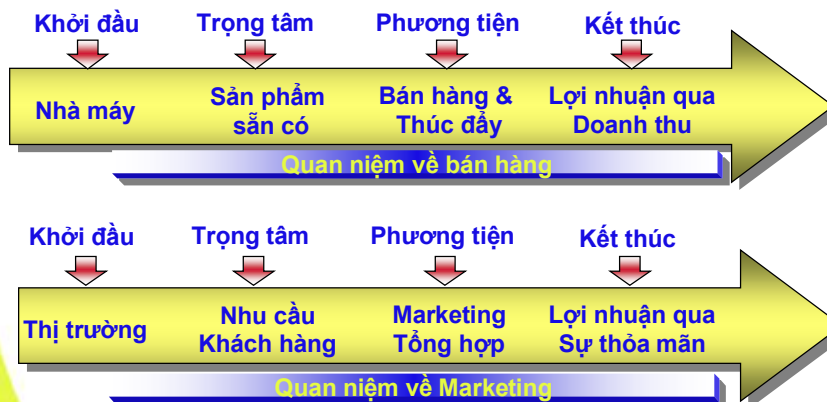 Khởi đầu Trọng tâm Phương tiện Kết thúc
Nhà máy Sản phẩm sẵn có Bán hàng & Thúc đẩy Lợi nhuận qua Doanh thu
Quan niệm về bán hàng
Khởi đầu Trọng tâm Phương tiện Kết thúc
Thị trường Nhu cầu Khách hàng Marketing Tổng hợp Lợi nhuận qua Sự thỏa mãn
Quan niệm về Marketing